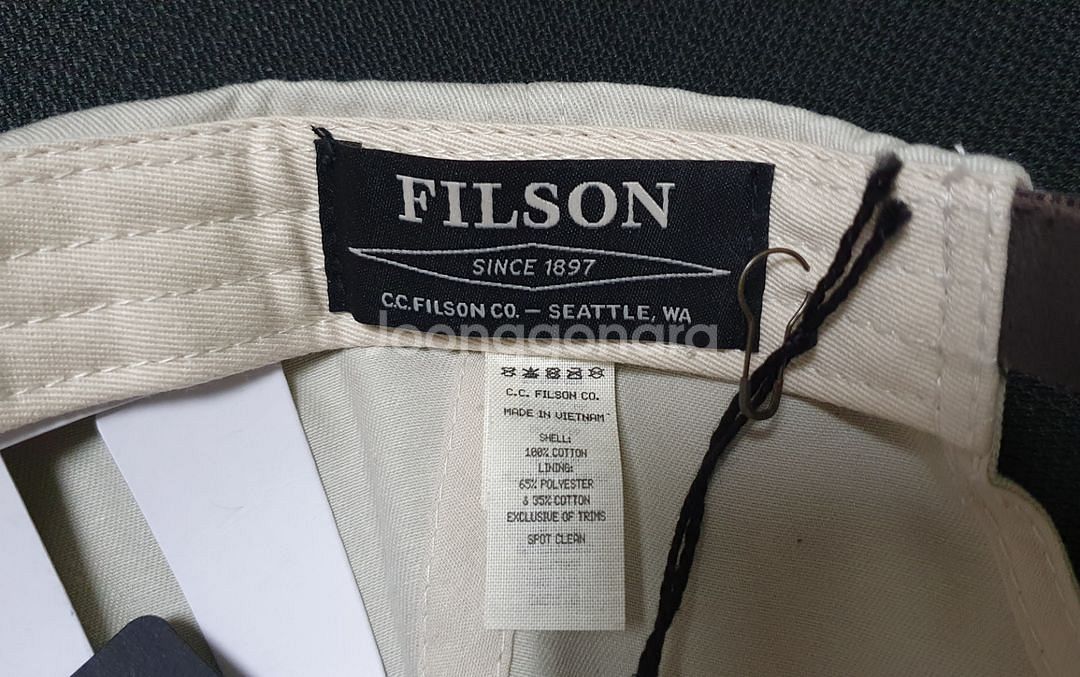 FILSON
SINCE 1897
C.C.FILSON CO. — SEATTLE, WA
joonggonara
C.C. FILSON CO.
MADE IN VIETNAM
SHELL:
100% COTTON
LINING:
65% POLYESTER
& 35% COTTON
EXCLUSIVE OF TRIMS
SPOT CLEAN